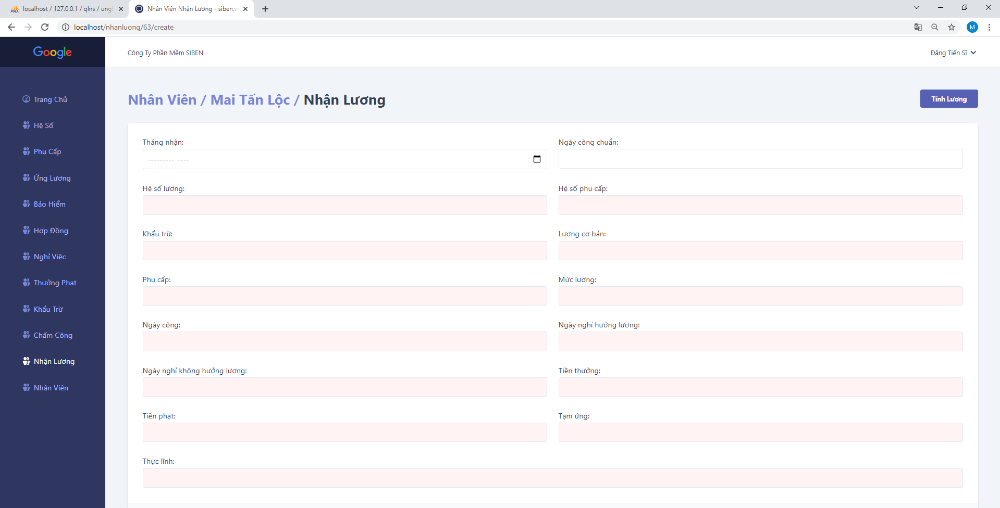 localhost / 127.0.0.1 / qlns / ung
Nhân Viên Nhận Lương - siben.v
localhost/nhanluong/63/create
M
Google
Công Ty Phần Mềm SIBEN
Đặng Tiến Sĩ
Trang Chủ
Hệ Số
Phụ Cấp
Ứng Lương
Bảo Hiểm
Hợp Đồng
Nghỉ Việc
Thưởng Phạt
Khấu Trừ
Chấm Công
Nhận Lương
Nhân Viên
Nhân Viên / Mai Tấn Lộc / Nhận Lương
Tính Lương
Tháng nhận:
--------- ----
Ngày công chuẩn:
Hệ số lương:
Hệ số phụ cấp:
Khẩu trừ:
Lương cơ bản:
Phụ cấp:
Mức lương:
Ngày công:
Ngày nghỉ hưởng lương:
Ngày nghỉ không hưởng lương:
Tiền thưởng:
Tiền phạt:
Tạm ứng:
Thực lĩnh: